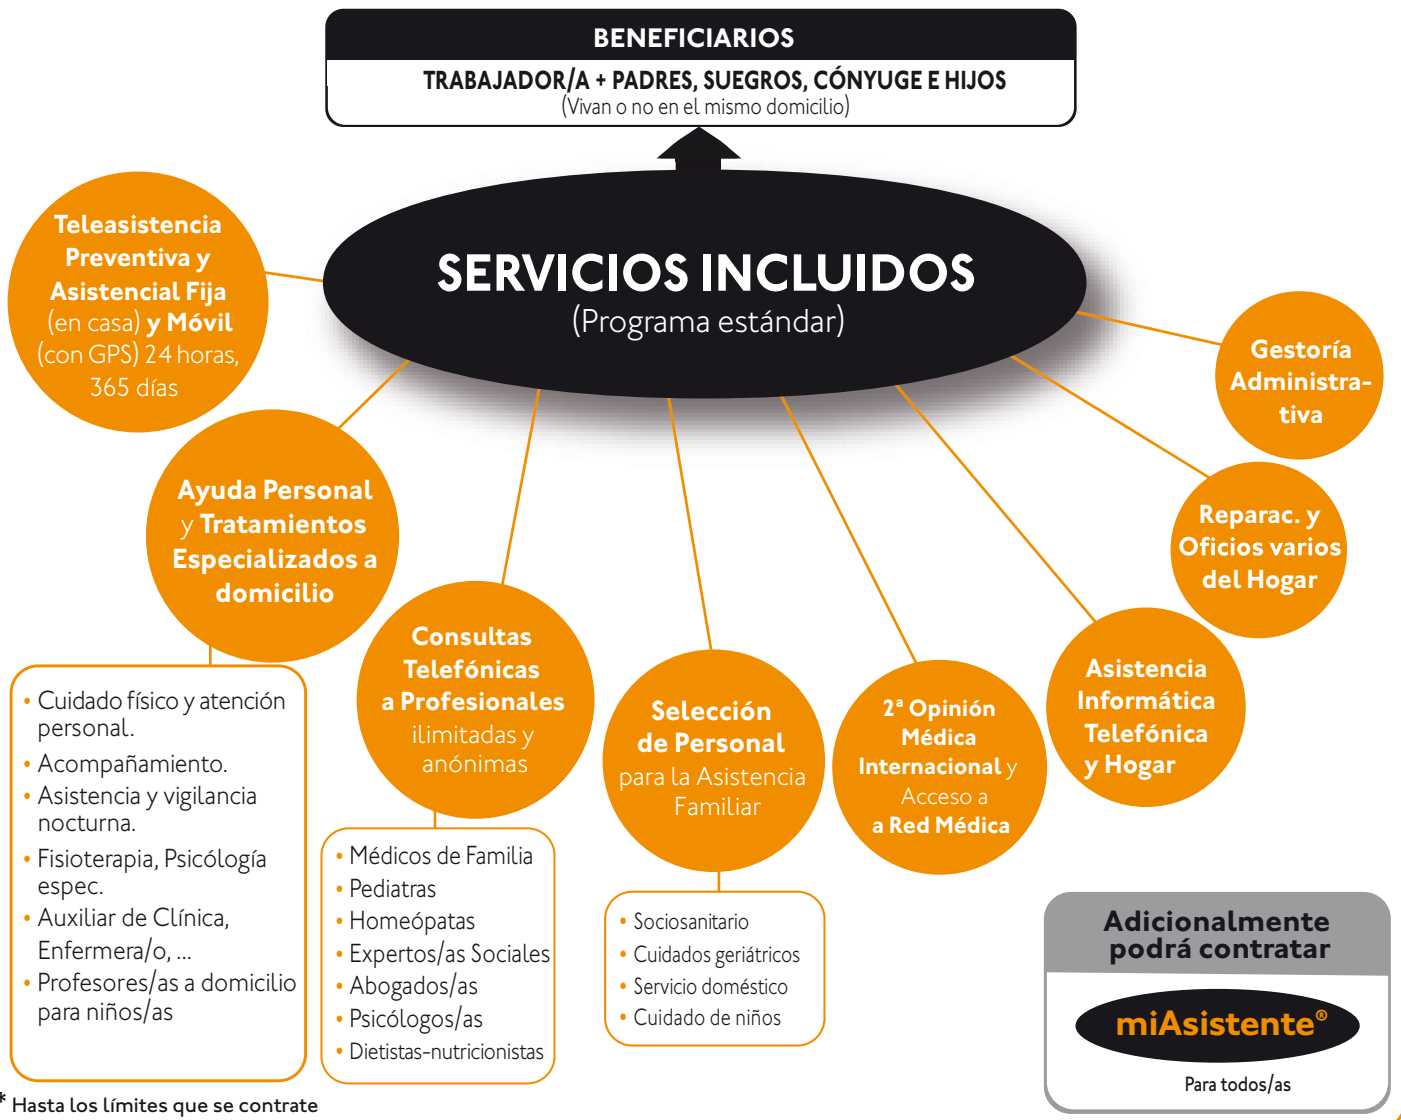 BENEFICIARIOS
TRABAJADOR/A + PADRES, SUEGROS, CÓNYUGE E HIJOS
(Vivan o no en el mismo domicilio)
SERVICIOS INCLUIDOS
(Programa estándar)
Teleasistencia
Preventiva y
Asistencial Fija
(en casa) y Móvil
(con GPS) 24 horas,
365 días
Ayuda Personal
y Tratamientos
Especializados a
domicilio
• Cuidado físico y atención
personal.
• Acompañamiento.
• Asistencia y vigilancia
nocturna.
• Fisioterapia, Psicólogía
espec.
• Auxiliar de Clínica,
Enfermera/o, ...
• Profesores/as a domicilio
para niños/as
Consultas
Telefónicas
a Profesionales
ilimitadas y
anónimas
• Médicos de Familia
• Pediatras
• Homeópatas
• Expertos/as Sociales
• Abogados/as
• Psicólogos/as
• Dietistas-nutricionistas
Selección
de Personal
para la Asistencia
Familiar
• Sociosanitario
• Cuidados geriátricos
• Servicio doméstico
• Cuidado de niños
2ª Opinión
Médica
Internacional y
Acceso a
a Red Médica
Asistencia
Informática
Telefónica
y Hogar
Reparac. y
Oficios varios
del Hogar
Gestoría
Administra-
tiva
Adicionalmente
podrá contratar
miAsistente®
Para todos/as
* Hasta los límites que se contrate